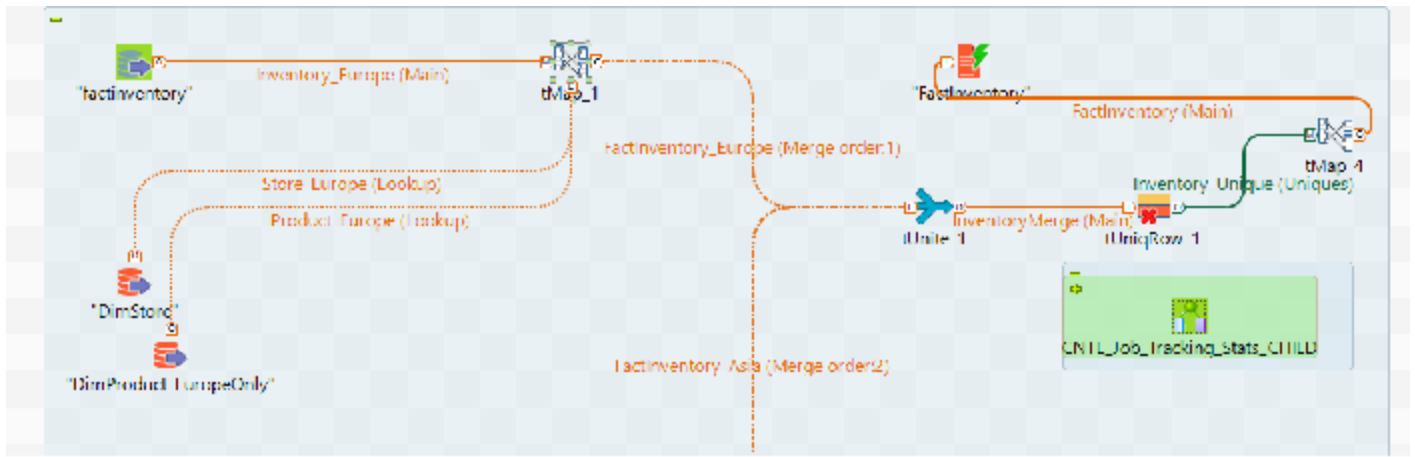 Inventory_Europe (Main)
"factinventory"
tMap_1
"FactInventory"
FactInventory (Main)
tMap_4
FactInventory_Europe (Merge order:1)
Store_Europe (Lookup)
Inventory_Unique (Uniques)
Product_Europe (Lookup)
InventoryMerge (Main)
tUnite_1
tUniqRow_1
"DimStore"
CNTL_Job_Tracking_Stats_CHILD
FactInventory_Asia (Merge order:2)
"DimProduct_EuropeOnly"